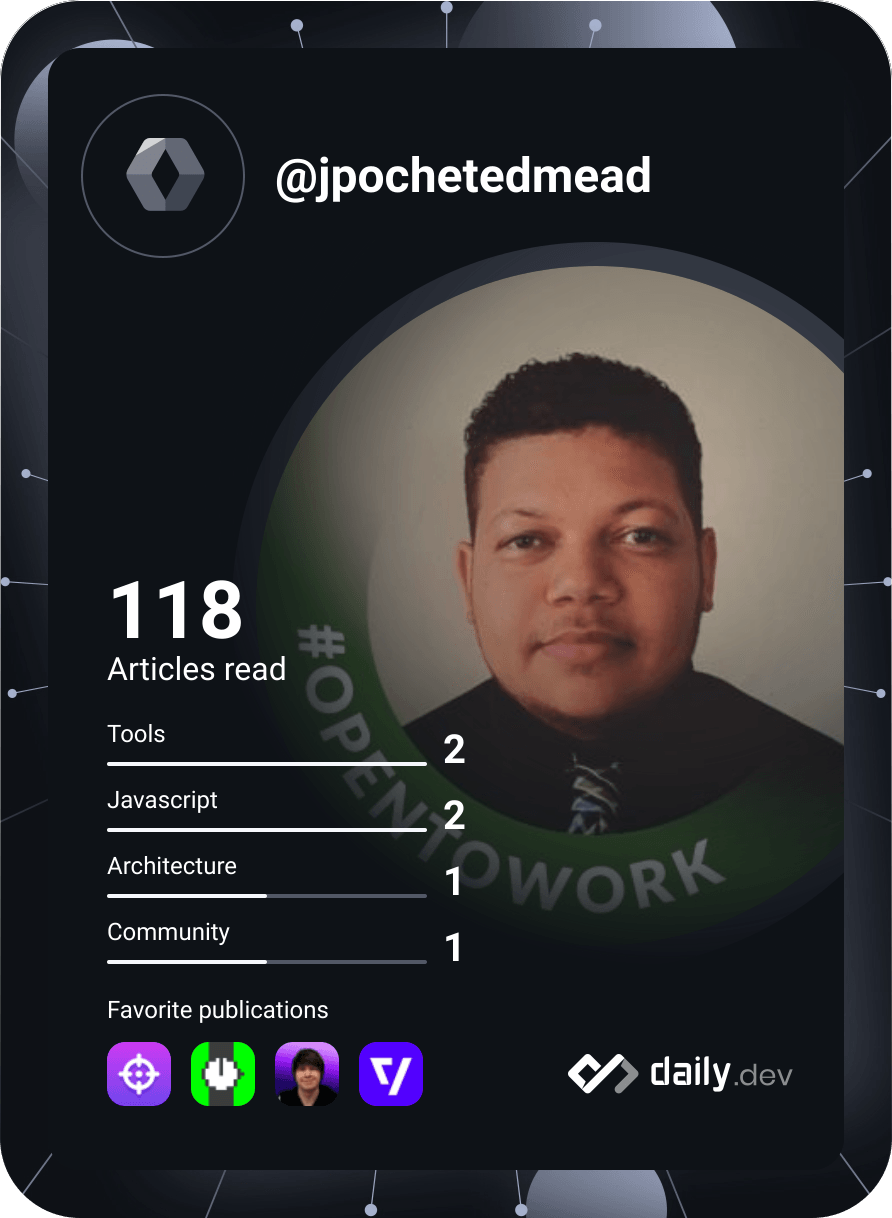 @jpochetedmead
#OPENTOWORK
118
Articles read
Tools
2
Javascript
2
Architecture
1
Community
1
Favorite publications
daily.dev